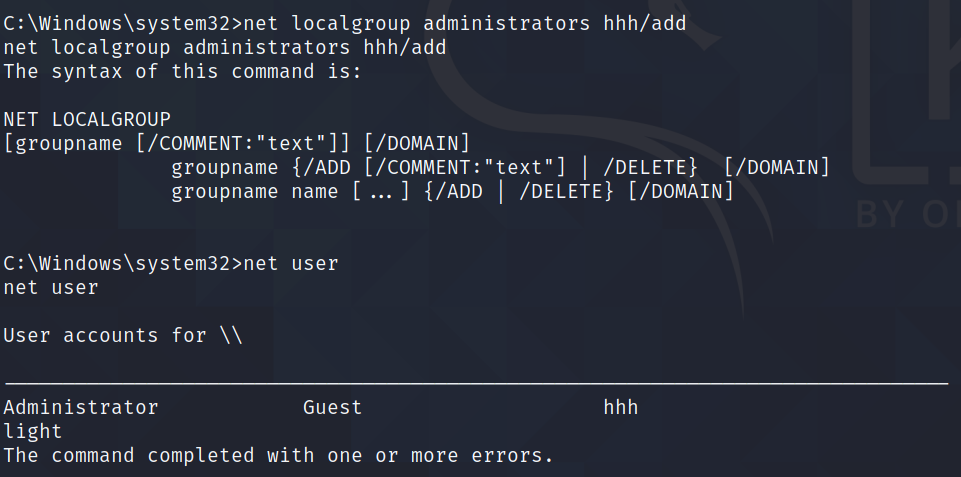 C:\Windows\system32>net localgroup administrators hhh/add
net localgroup administrators hhh/add
The syntax of this command is:
NET LOCALGROUP
[groupname [/COMMENT:"text"]] [/DOMAIN]
groupname {/ADD [/COMMENT:"text"] | /DELETE} [/DOMAIN]
groupname name [ ... ] {/ADD | /DELETE} [/DOMAIN]
C:\Windows\system32>net user
net user
User accounts for \\
-------------------------------------------------------------------------------
Administrator Guest hhh
light
The command completed with one or more errors.